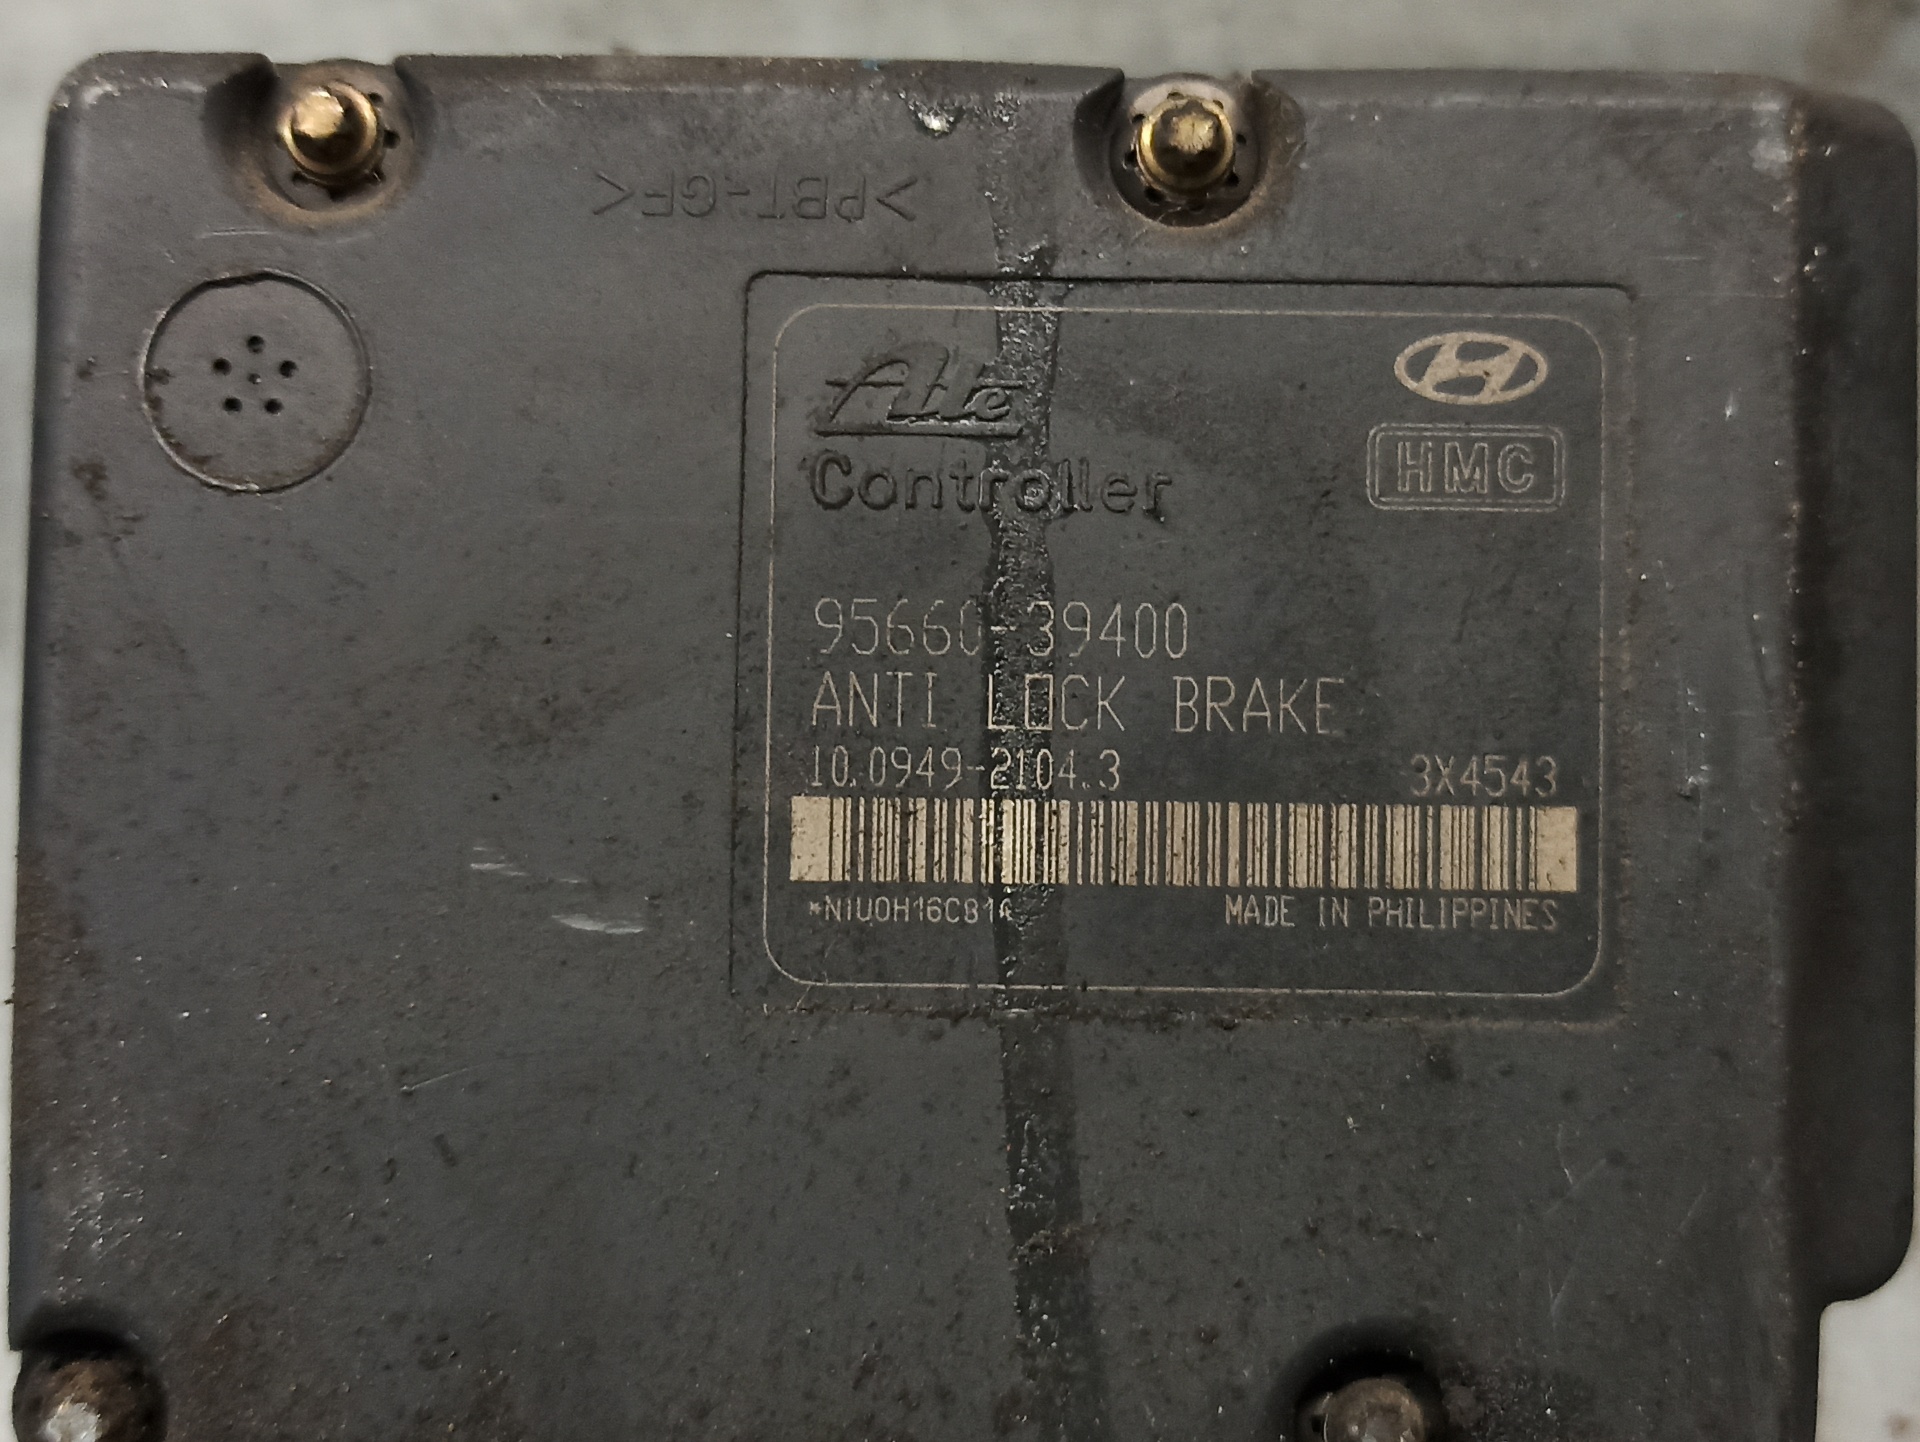 >PBT-GF<
Ate
HMC
Controller
95660-39400
ANTI LOCK BRAKE
10.0949-2104.3 3X4543
MADE IN PHILIPPINES